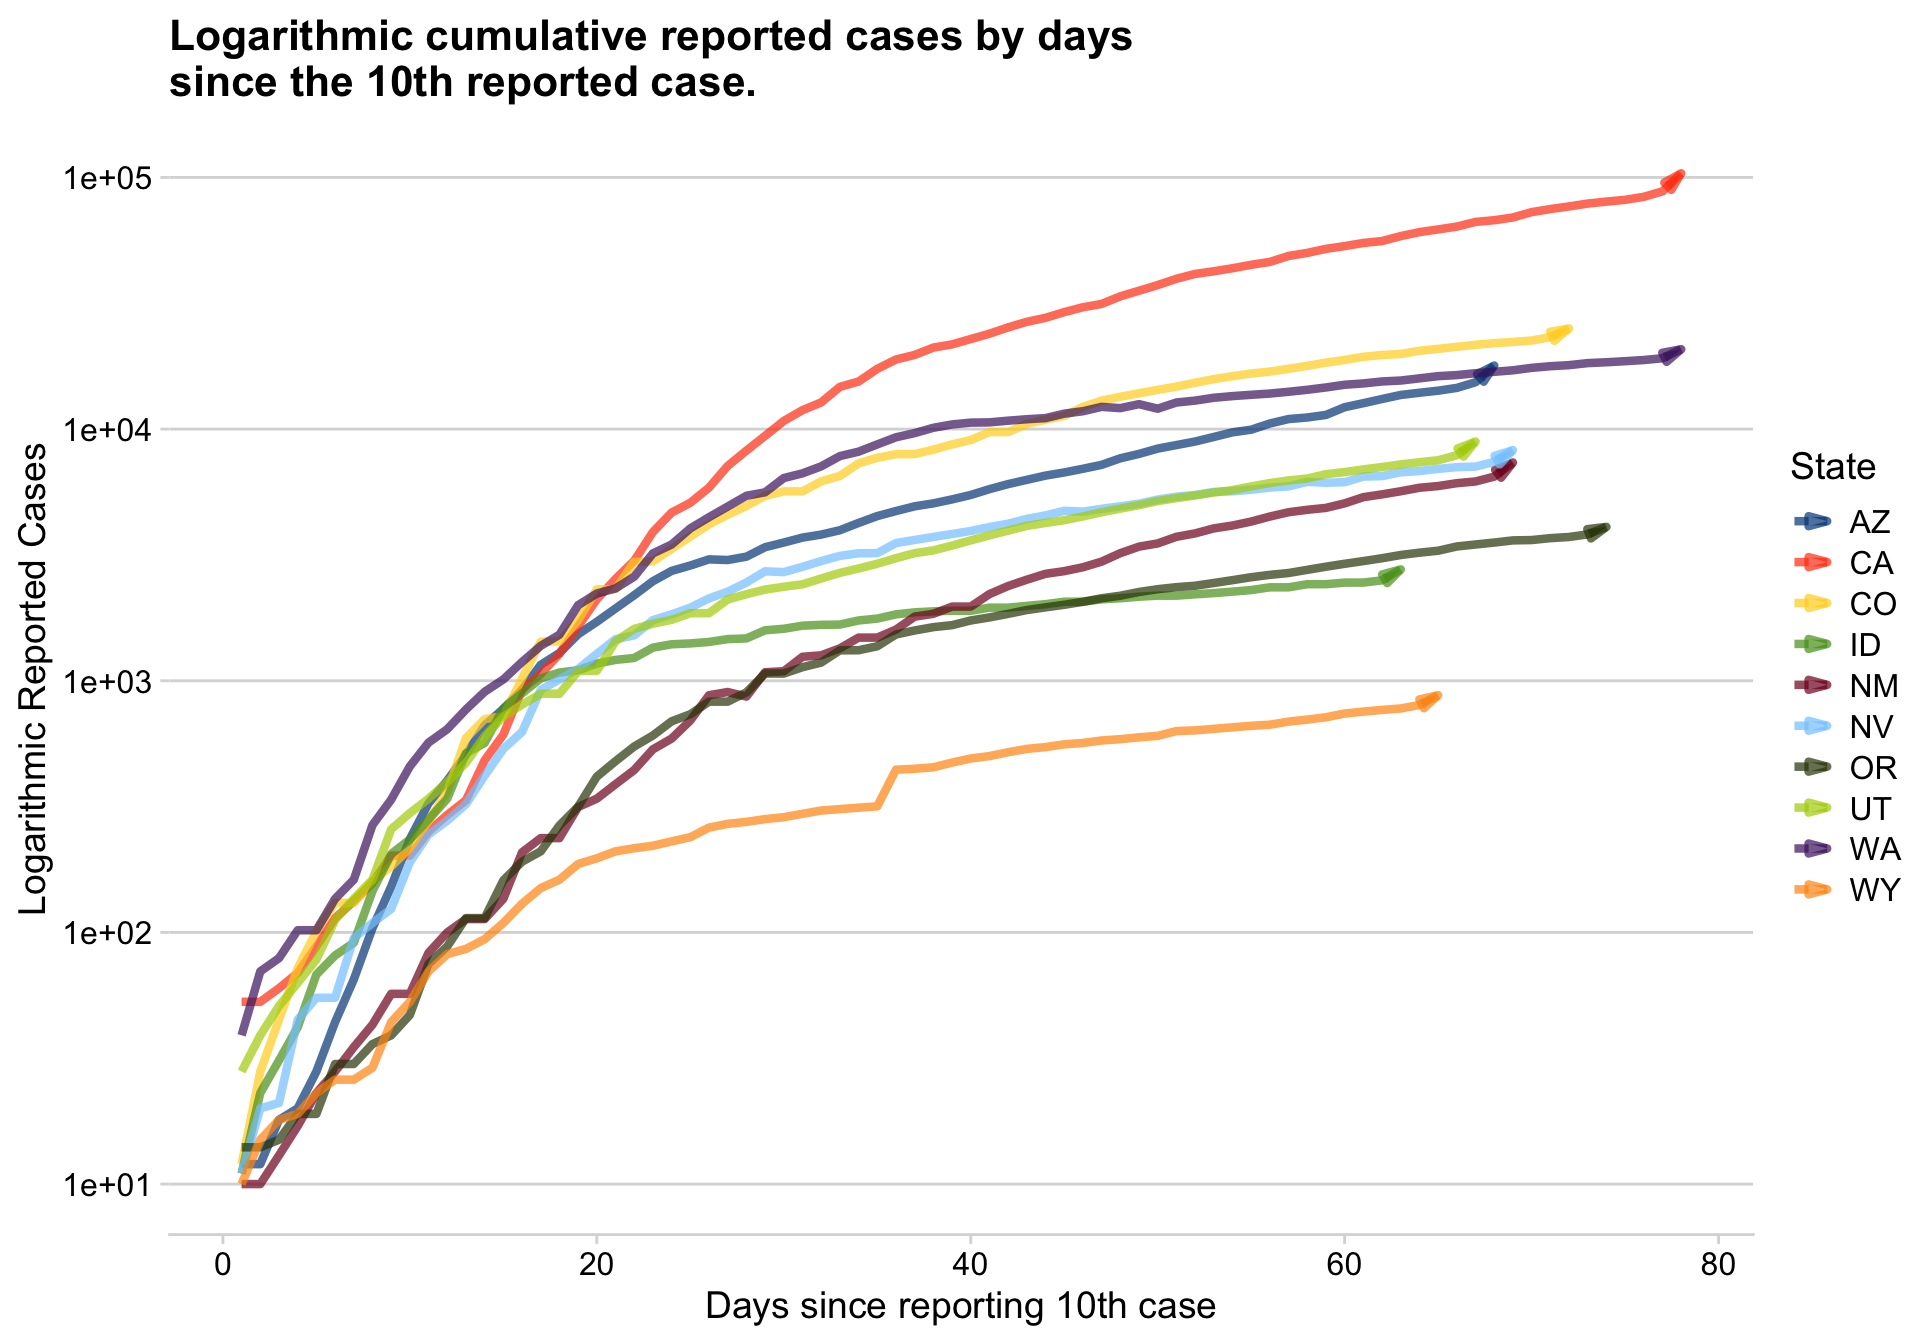 Logarithmic cumulative reported cases by days
since the 10th reported case.
1e+05
1e+04
1e+03
1e+02
1e+01
Logarithmic Reported Cases
0
20
40
60
80
Days since reporting 10th case
State
AZ
CA
CO
ID
NM
NV
OR
UT
WA
WY